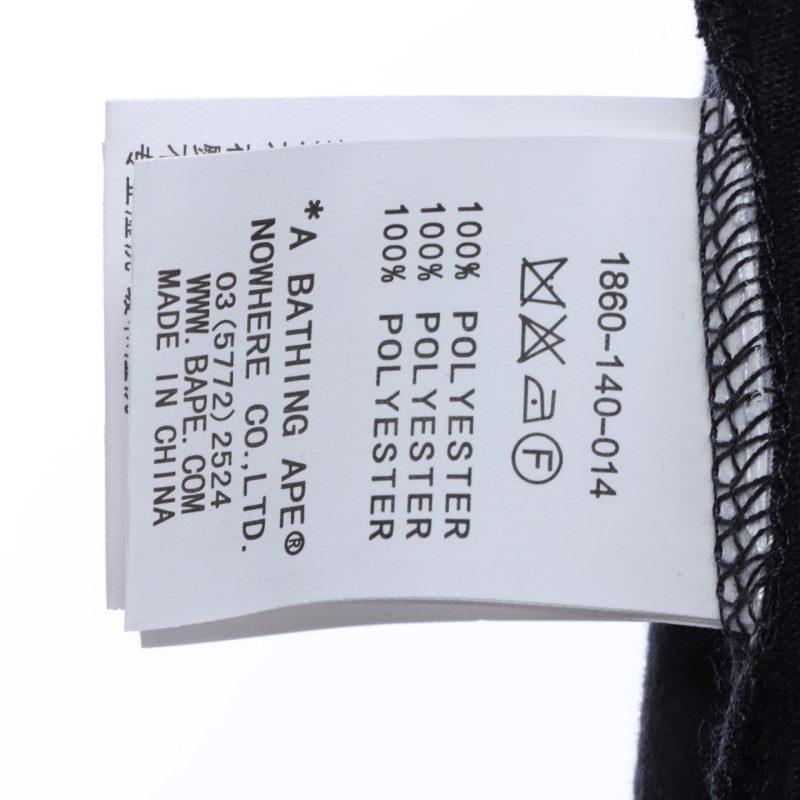 1860-140-014
F
100% POLYESTER
100% POLYESTER
100% POLYESTER
*A BATHING APE®
NOWHERE CO.,LTD.
03(5772)2524
WWW.BAPE.COM
MADE IN CHINA